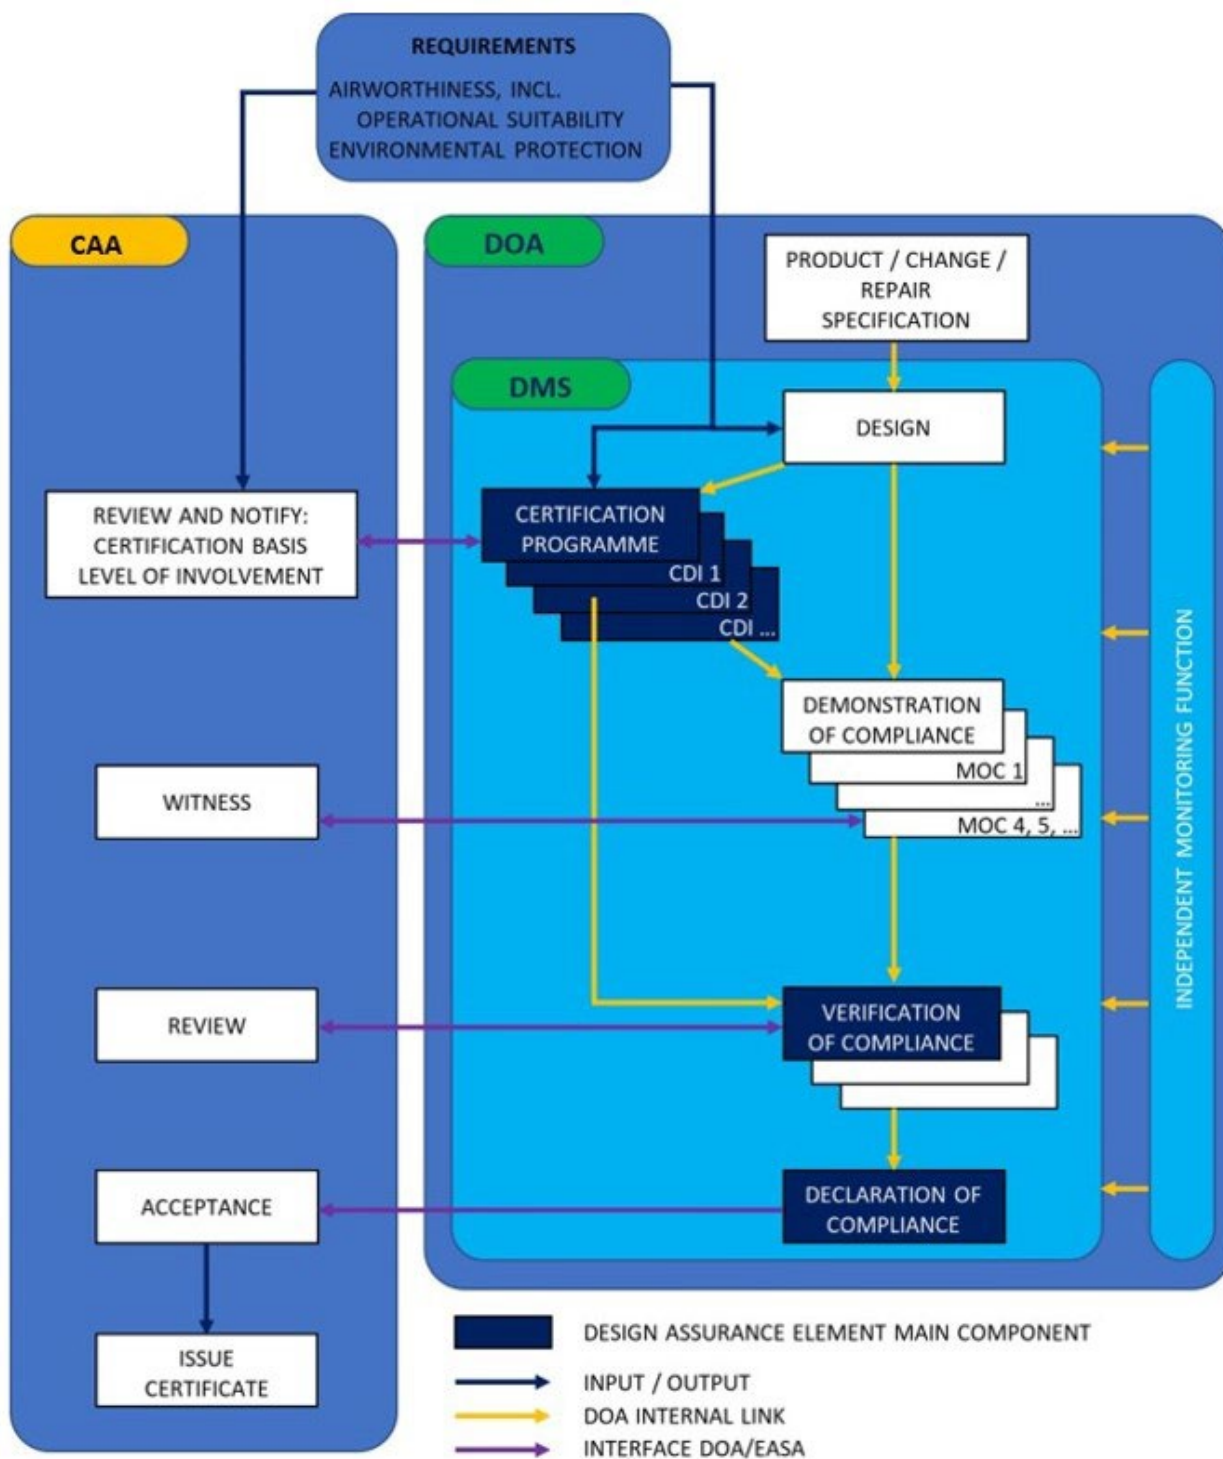 REQUIREMENTS
AIRWORTHINESS, INCL.
OPERATIONAL SUITABILITY
ENVIRONMENTAL PROTECTION
CAA
REVIEW AND NOTIFY:
CERTIFICATION BASIS
LEVEL OF INVOLVEMENT
WITNESS
REVIEW
ACCEPTANCE
ISSUE
CERTIFICATE
DOA
PRODUCT / CHANGE /
REPAIR
SPECIFICATION
DMS
DESIGN
CERTIFICATION
PROGRAMME
CDI 1
CDI 2
CDI ...
DEMONSTRATION
OF COMPLIANCE
MOC 1
...
MOC 4, 5, ...
VERIFICATION
OF COMPLIANCE
DECLARATION OF
COMPLIANCE
INDEPENDENT MONITORING FUNCTION
DESIGN ASSURANCE ELEMENT MAIN COMPONENT
INPUT / OUTPUT
DOA INTERNAL LINK
INTERFACE DOA/EASA